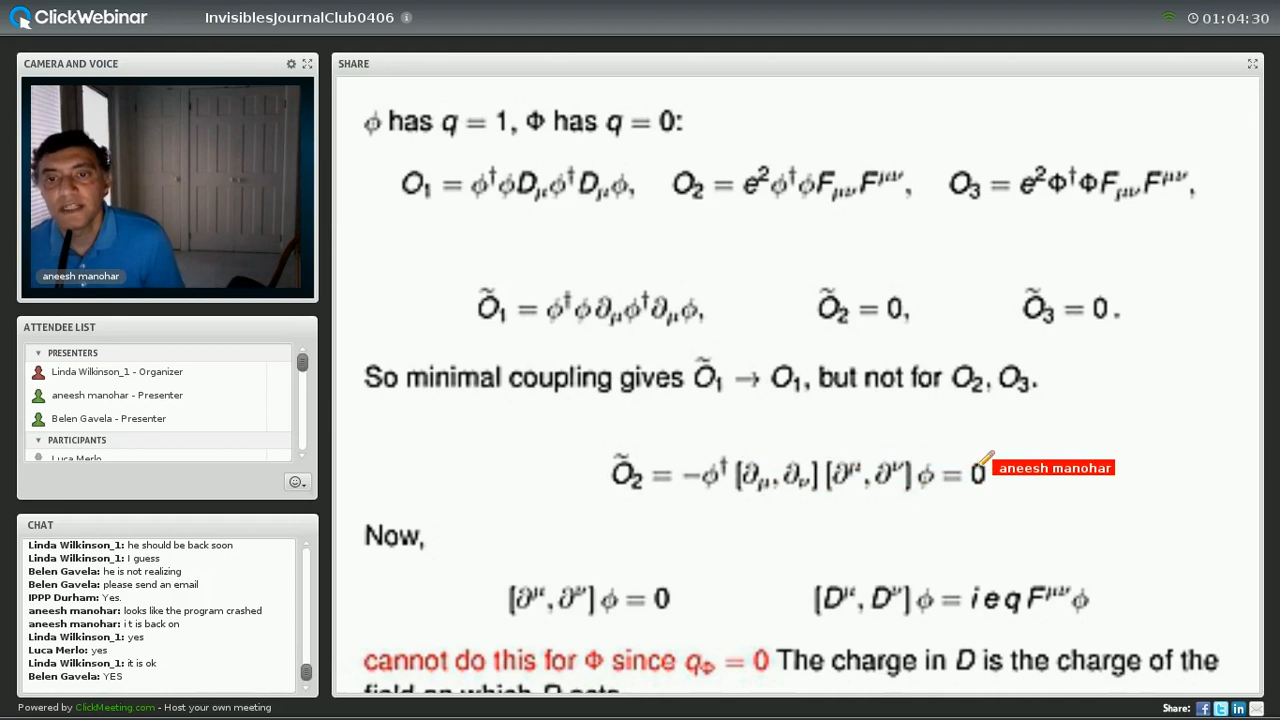 ClickWebinar
InvisiblesJournalClub0406
01:04:30
CAMERA AND VOICE
aneesh manohar
ATTENDEE LIST
PRESENTERS
Linda Wilkinson_1 - Organizer
aneesh manohar - Presenter
Belen Gavela - Presenter
PARTICIPANTS
Luca Merlo
CHAT
Linda Wilkinson_1: he should be back soon
Linda Wilkinson_1: I guess
Belen Gavela: he is not realizing
Belen Gavela: please send an email
IPPP Durham: Yes.
aneesh manohar: looks like the program crashed
aneesh manohar: i t is back on
Linda Wilkinson_1: yes
Luca Merlo: yes
Linda Wilkinson_1: it is ok
Belen Gavela: YES
SHARE
ϕ has q = 1, Φ has q = 0:
O₁ = ϕ†ϕD_μϕ†D_μϕ, O₂ = e²ϕ†ϕF_μνF^μν, O₃ = e²Φ†ΦF_μνF^μν,
Õ₁ = ϕ†ϕ∂_μϕ†∂_μϕ, Õ₂ = 0, Õ₃ = 0.
So minimal coupling gives Õ₁ → O₁, but not for O₂, O₃.
Õ₂ = −ϕ† [∂_μ, ∂_ν] [∂^μ, ∂^ν] ϕ = 0
aneesh manohar
Now,
[∂^μ, ∂^ν] ϕ = 0 [D^μ, D^ν] ϕ = i e q F^μν ϕ
cannot do this for Φ since q_Φ = 0 The charge in D is the charge of the
Powered by ClickMeeting.com - Host your own meeting
Share: